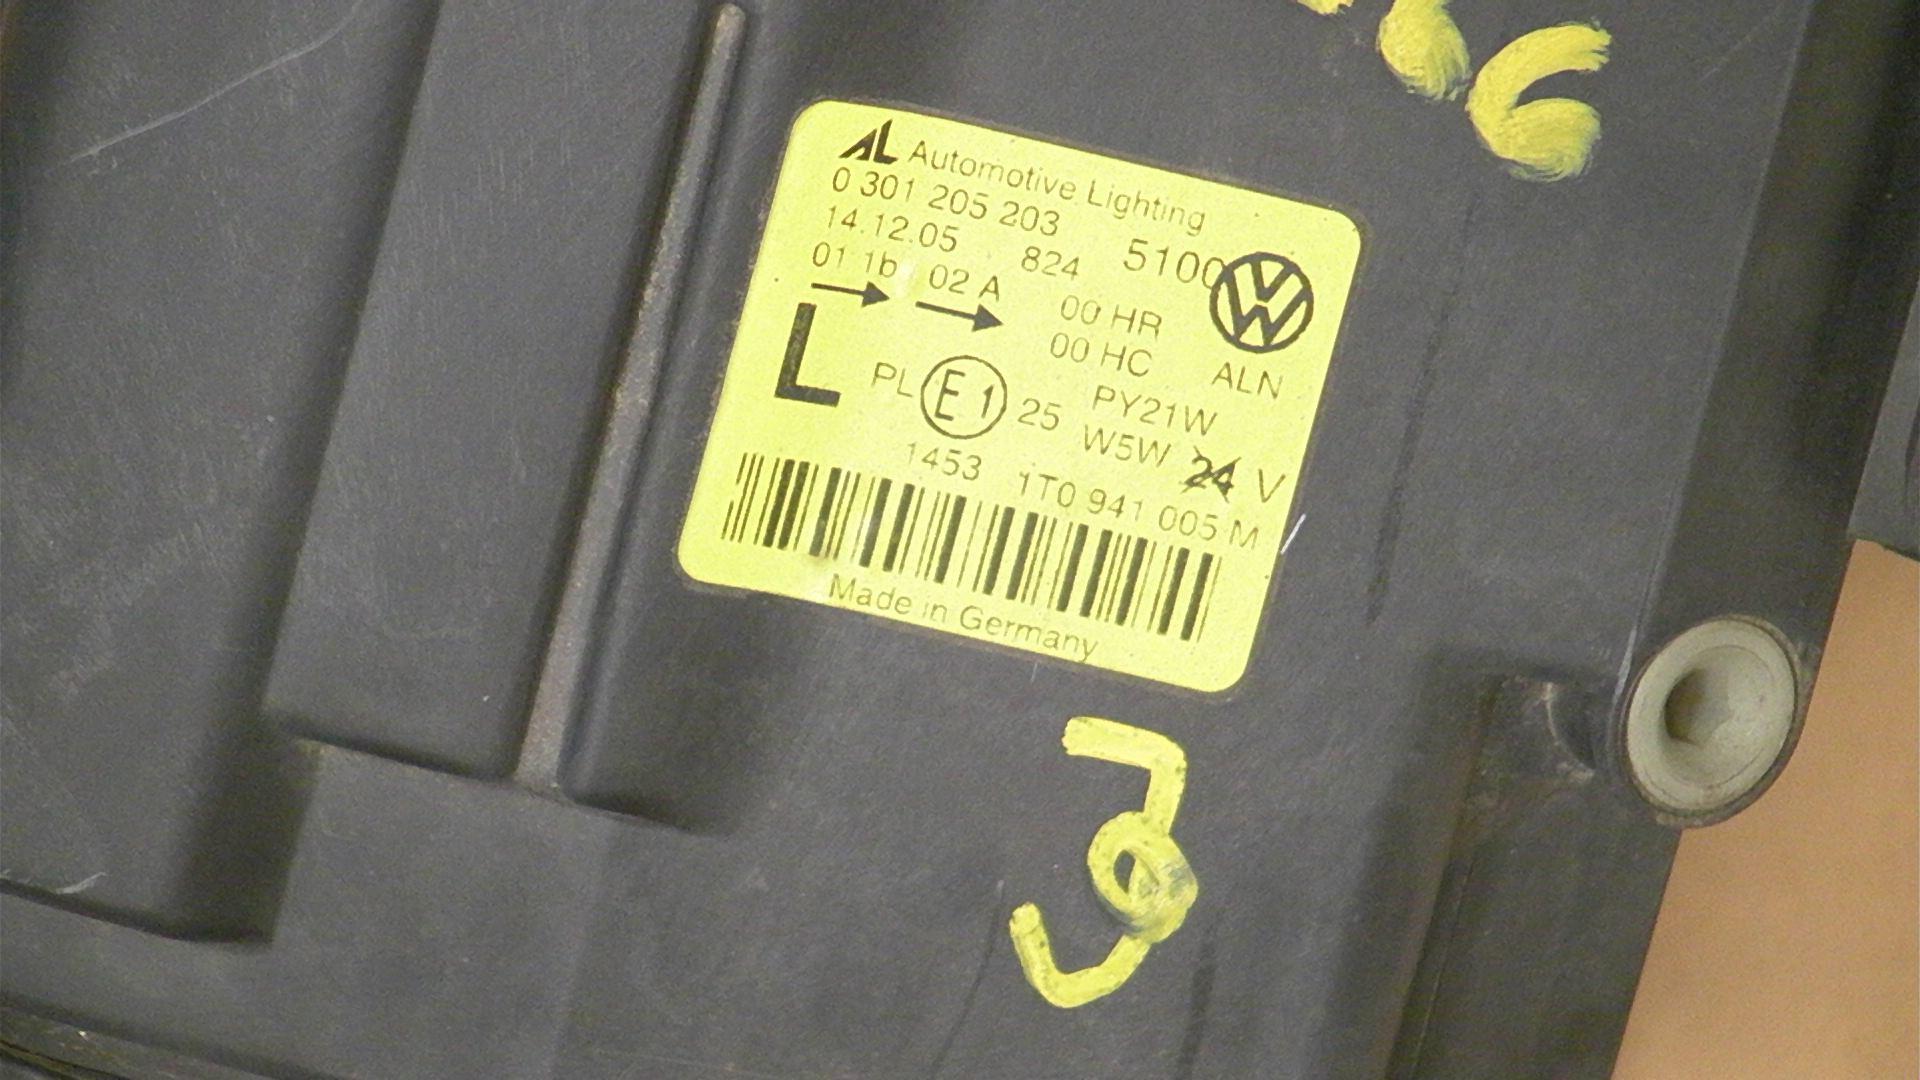 AL Automotive Lighting
0 301 205 203
14.12.05 824 5100
01 1b 02 A 00 HR
00 HC ALN
L PL E1 25 PY21W
W5W 24 V
1453 1T0 941 005 M
Made in Germany